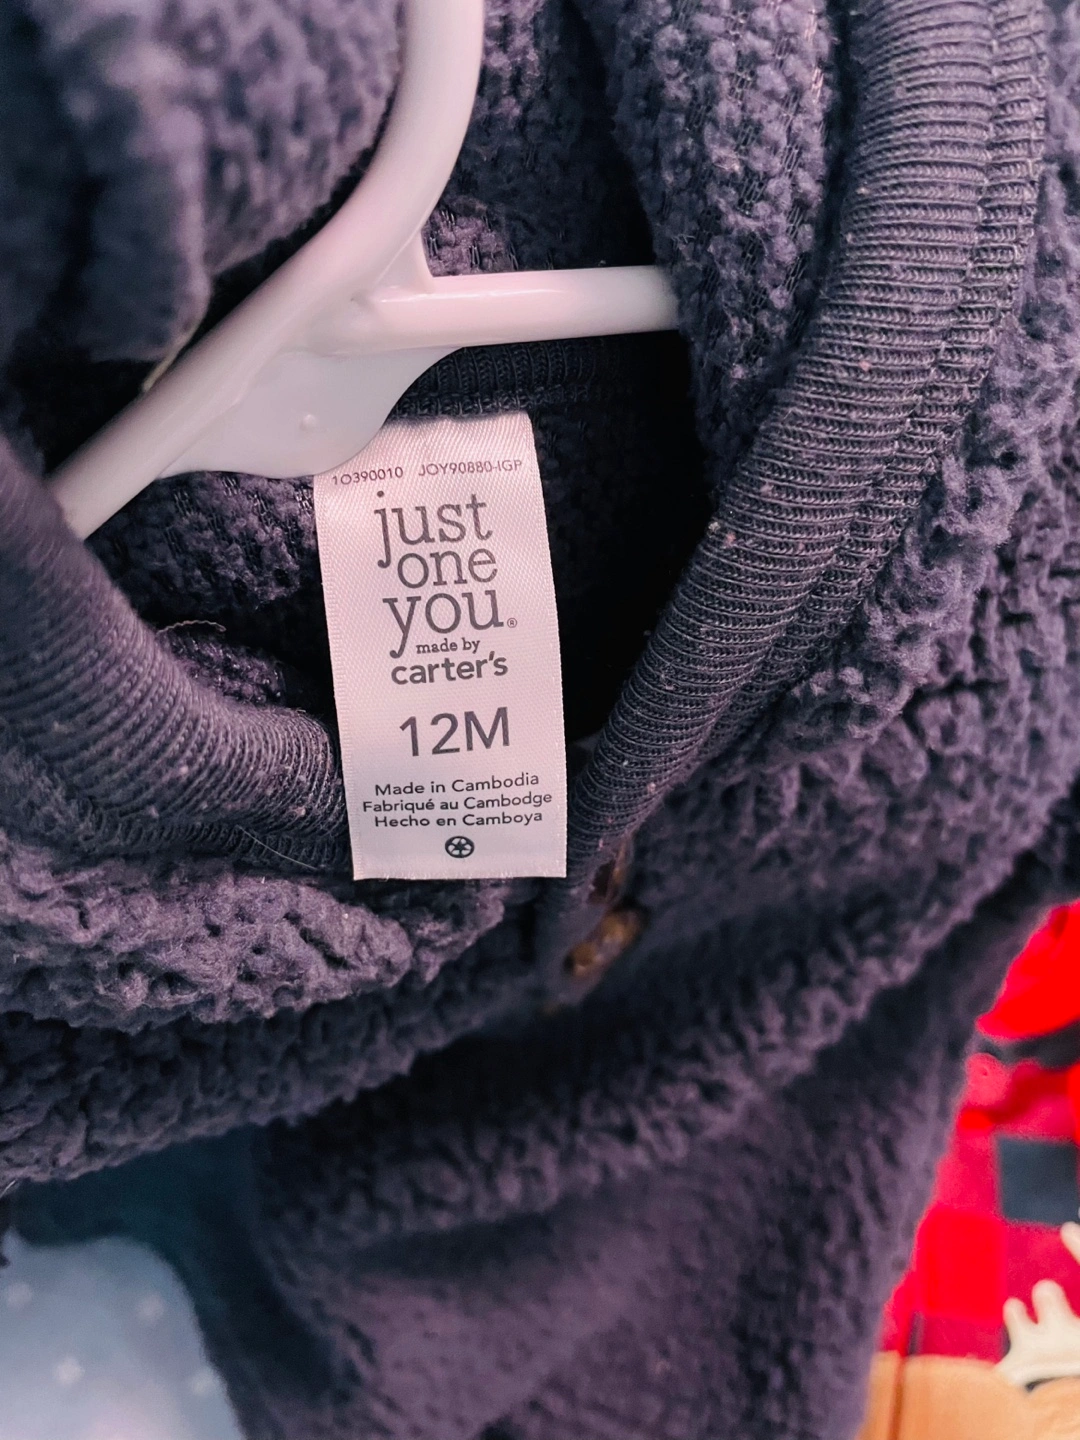 1O390010 JOY90880-IGP
just
one
you®
made by
carter's
12M
Made in Cambodia
Fabriqué au Cambodge
Hecho en Camboya